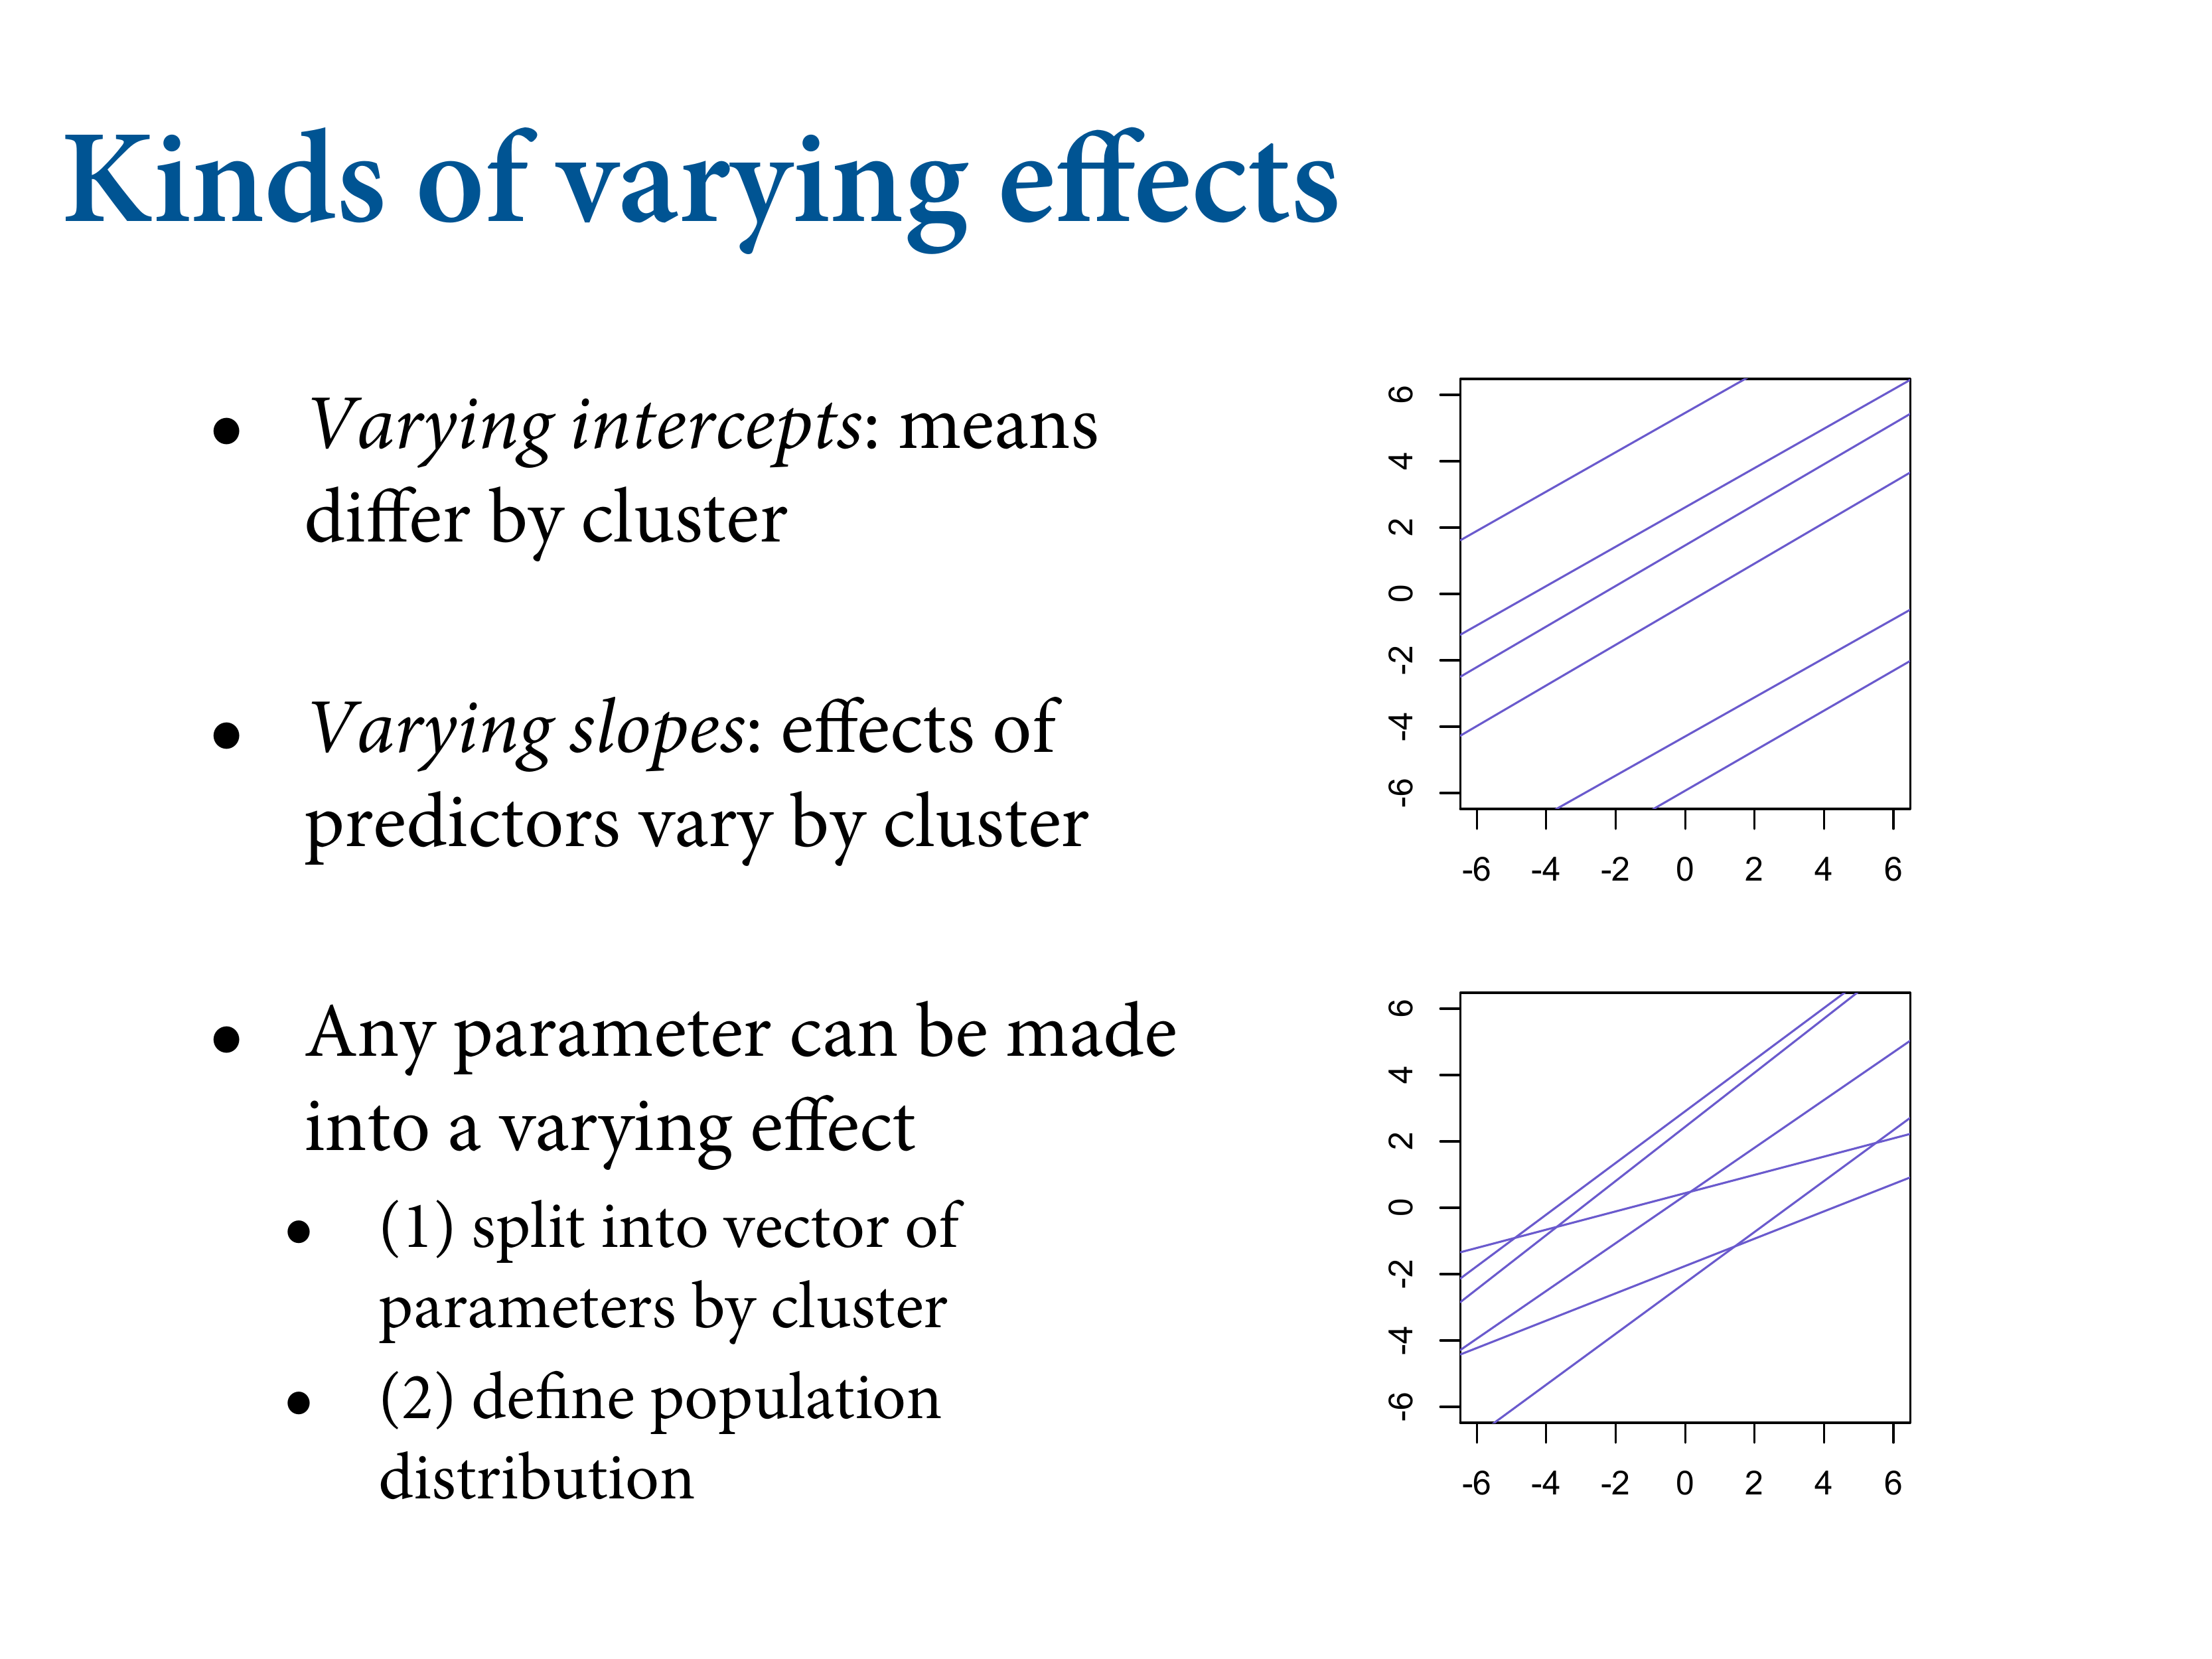 Kinds of varying effects
• Varying intercepts: means
differ by cluster
• Varying slopes: effects of
predictors vary by cluster
• Any parameter can be made
into a varying effect
• (1) split into vector of
parameters by cluster
• (2) define population
distribution
6
4
2
0
-2
-4
-6
-6 -4 -2 0 2 4 6
6
4
2
0
-2
-4
-6
-6 -4 -2 0 2 4 6